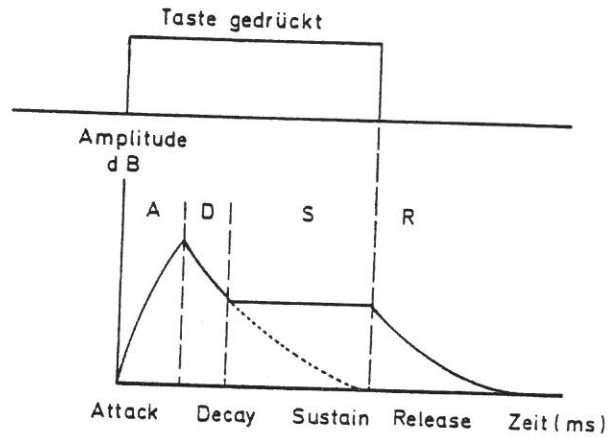 Taste gedrückt
Amplitude
dB
A D S R
Attack Decay Sustain Release Zeit (ms)